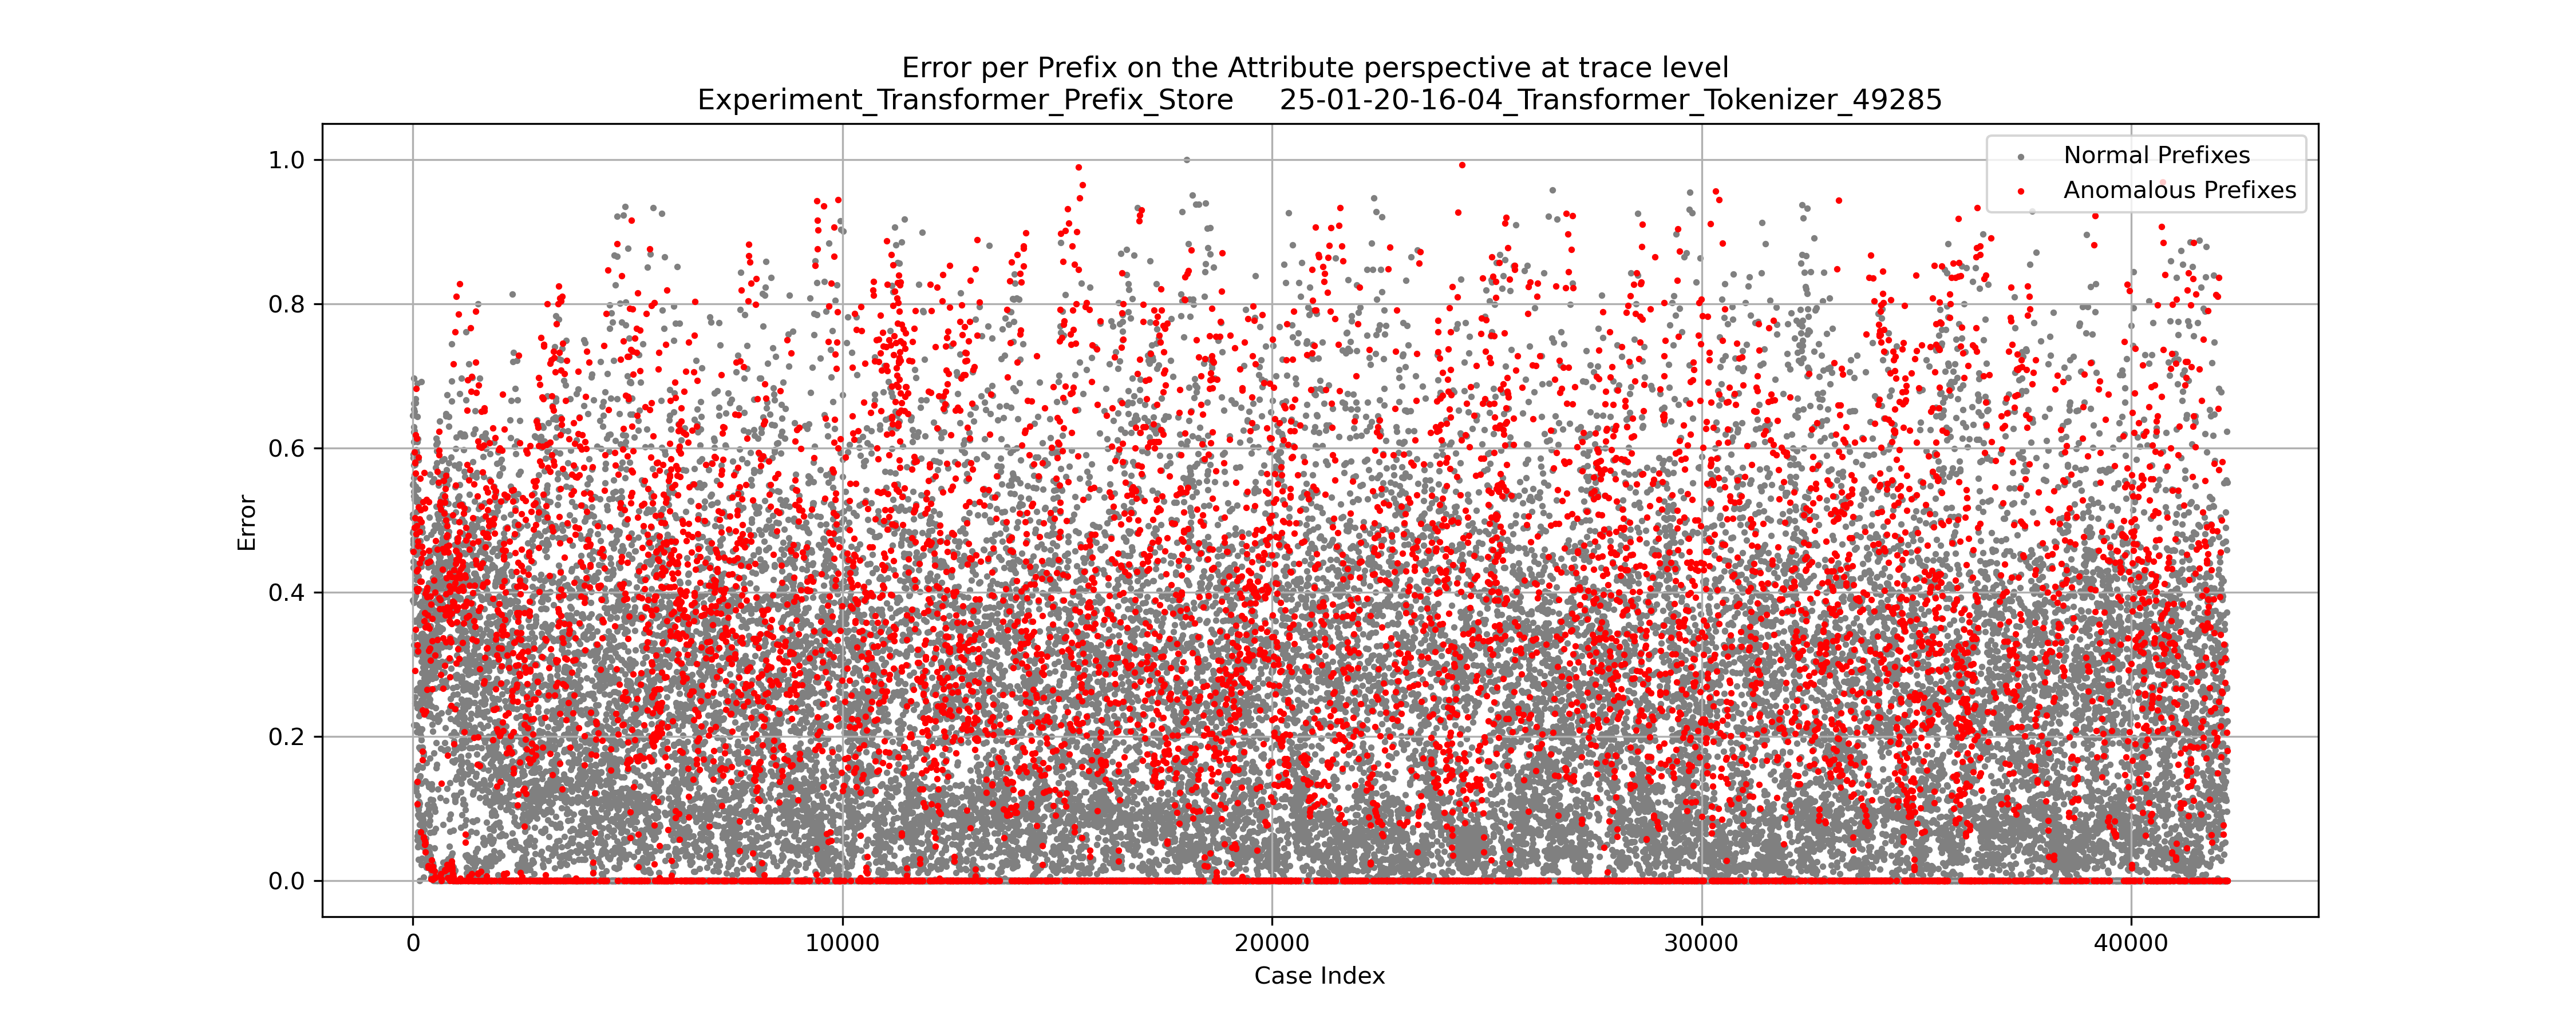 Error per Prefix on the Attribute perspective at trace level
Experiment_Transformer_Prefix_Store 25-01-20-16-04_Transformer_Tokenizer_49285
Normal Prefixes
Anomalous Prefixes
1.0
0.8
0.6
0.4
0.2
0.0
Error
0 10000 20000 30000 40000
Case Index